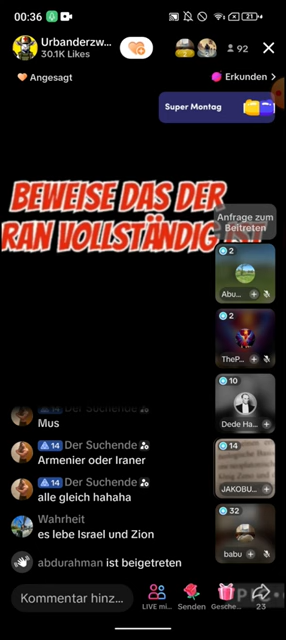 00:36
21
Urbanderzw...
30.1K Likes
92
Angesagt
Erkunden
Super Montag
BEWEISE DAS DER
RAN VOLLSTÄNDIG
Anfrage zum
Beitreten
2
Abu...
2
TheP...
10
Dede Ha...
14
JAKOBU...
32
babu
14 Der Suchende
Mus
14 Der Suchende
Armenier oder Iraner
14 Der Suchende
alle gleich hahaha
Wahrheit
es lebe Israel und Zion
abdurahman ist beigetreten
Kommentar hinz...
LIVE mi...
Senden
Gesche...
23